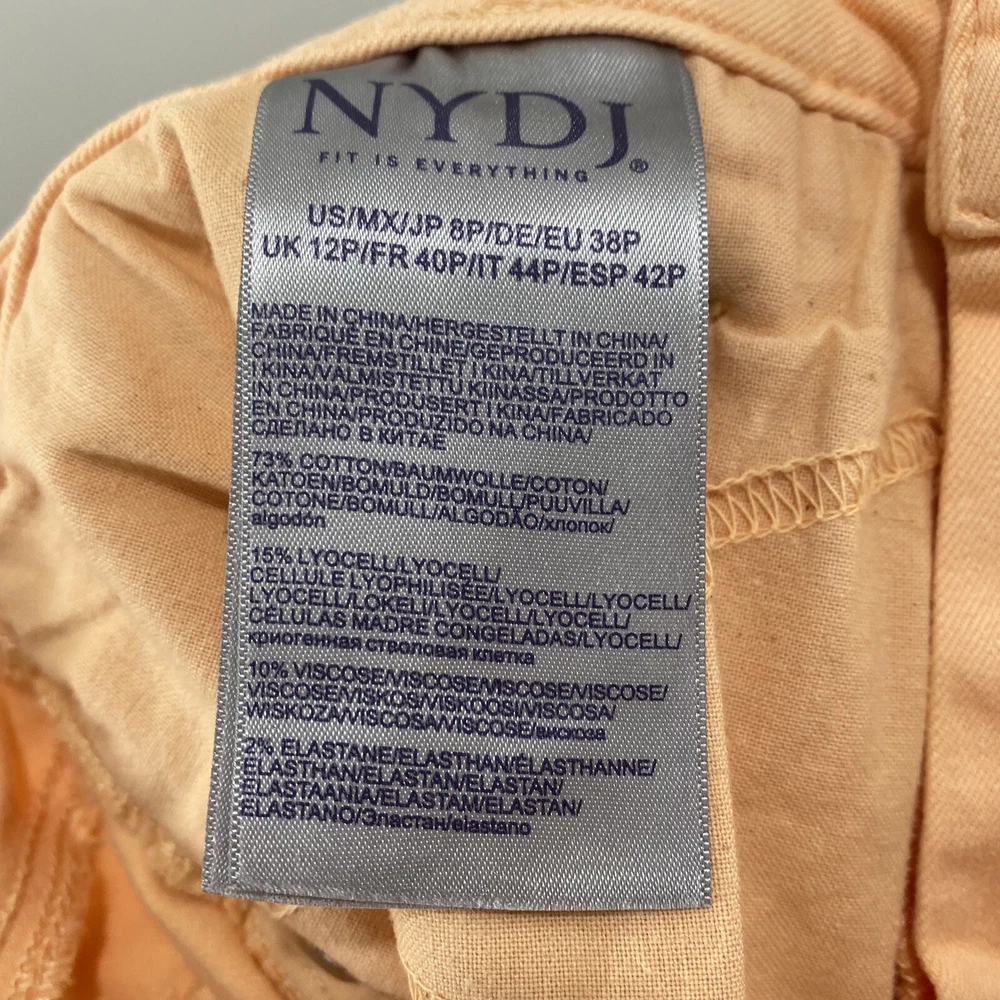 NYDJ®
FIT IS EVERYTHING
US/MX/JP 8P/DE/EU 38P
UK 12P/FR 40P/IT 44P/ESP 42P
MADE IN CHINA/HERGESTELLT IN CHINA/
FABRIQUÉ EN CHINE/GEPRODUCEERD IN
CHINA/FREMSTILLET I KINA/TILLVERKAT
I KINA/VALMISTETTU KIINASSA/PRODOTTO
IN CHINA/PRODUSERT I KINA/FABRICADO
EN CHINA/PRODUZIDO NA CHINA/
СДЕЛАНО В КИТАЕ
73% COTTON/BAUMWOLLE/COTON/
KATOEN/BOMULD/BOMULL/PUUVILLA/
COTONE/BOMULL/ALGODÃO/хлопок/
algodón
15% LYOCELL/LYOCELL/
CELLULE LYOPHILISÉE/LYOCELL/LYOCELL/
LYOCELL/LOKELI/LYOCELL/LYOCELL/
CÉLULAS MADRE CONGELADAS/LYOCELL/
криогенная стволовая клетка
10% VISCOSE/VISCOSE/VISCOSE/VISCOSE/
VISCOSE/VISKOS/VISKOOSI/VISCOSA/
WISKOZA/VISCOSA/VISCOSE/вискоза
2% ELASTANE/ELASTHAN/ÉLASTHANNE/
ELASTHAN/ELASTAN/ELASTAN/
ELASTAANIA/ELASTAM/ELASTAN/
ELASTANO/Эластан/elastano